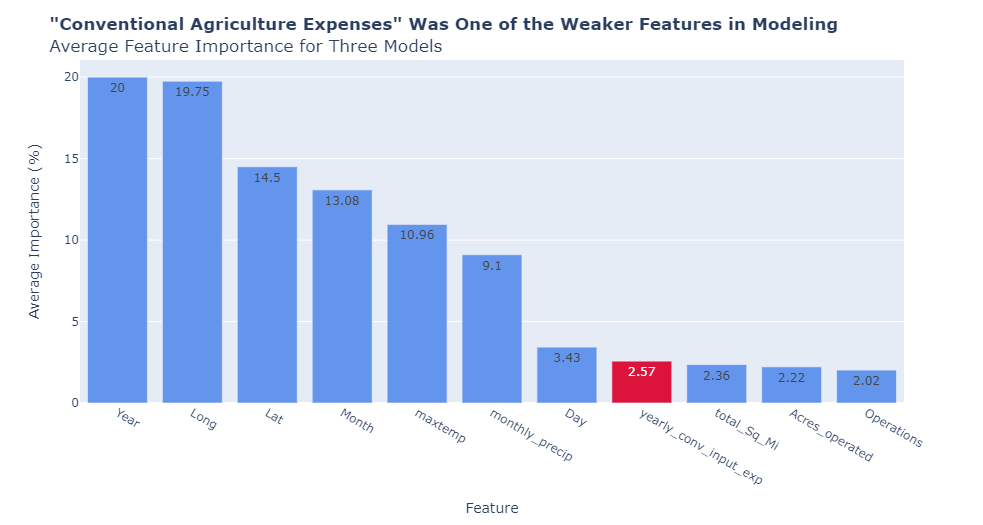 "Conventional Agriculture Expenses" Was One of the Weaker Features in Modeling
Average Feature Importance for Three Models
Average Importance (%)
20
15
10
5
0
20
19.75
14.5
13.08
10.96
9.1
3.43
2.57
2.36
2.22
2.02
Year
Long
Lat
Month
maxtemp
monthly_precip
Day
yearly_conv_input_exp
total_Sq_Mi
Acres_operated
Operations
Feature